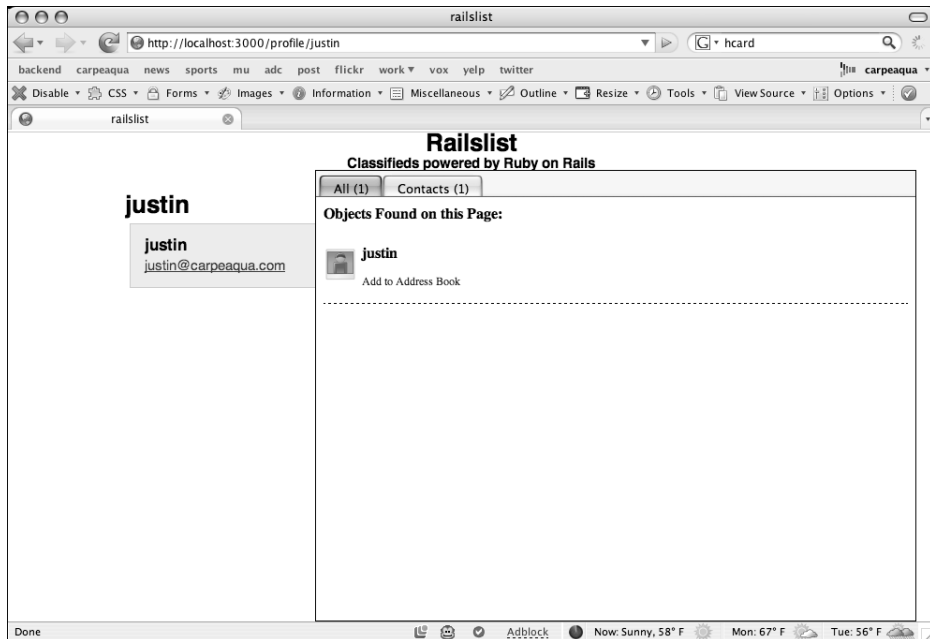 railslist
http://localhost:3000/profile/justin
G hcard
backend carpeaqua news sports mu adc post flickr work vox yelp twitter carpeaqua
Disable CSS Forms Images Information Miscellaneous Outline Resize Tools View Source Options
railslist
Railslist
Classifieds powered by Ruby on Rails
All (1) Contacts (1)
justin
Objects Found on this Page:
justin
justin@carpeaqua.com
justin
Add to Address Book
Done Adblock Now: Sunny, 58° F Mon: 67° F Tue: 56° F